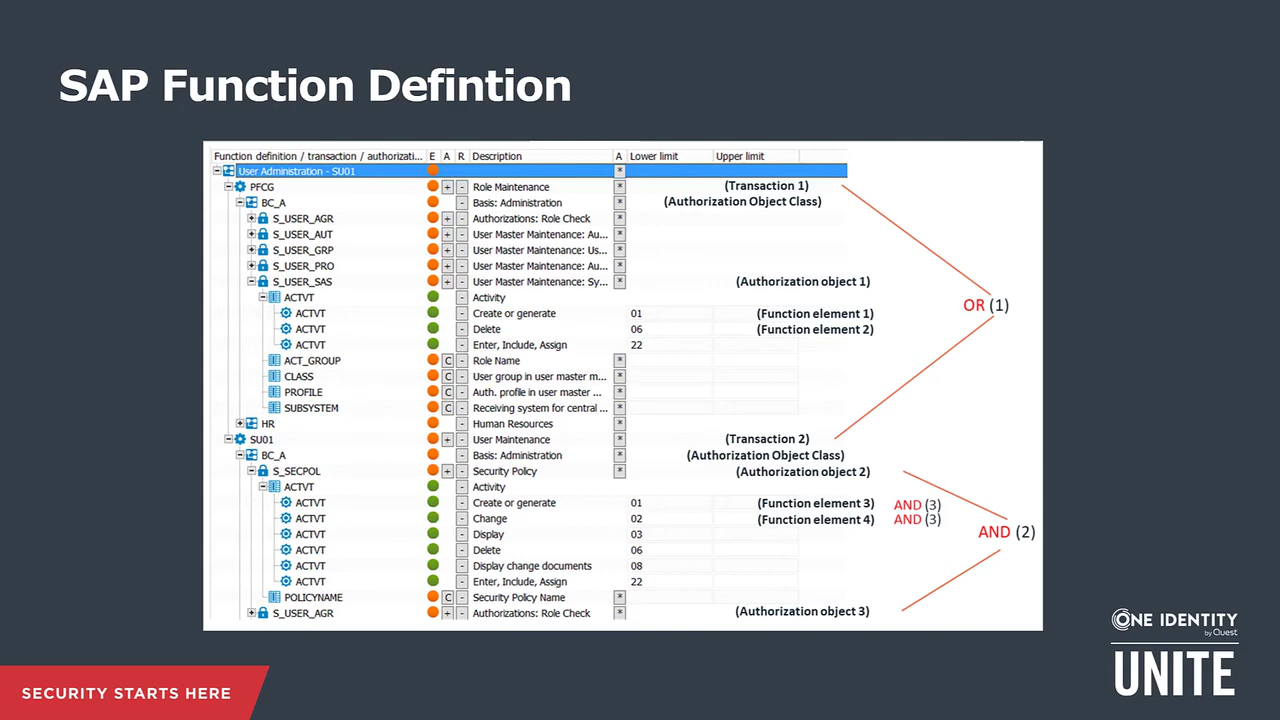 SAP Function Defintion
Function definition / transaction / authorizati... E A R Description A Lower limit Upper limit
User Administration - SU01 *
PFCG + - Role Maintenance * (Transaction 1)
BC_A Basis: Administration * (Authorization Object Class)
S_USER_AGR + - Authorizations: Role Check *
S_USER_AUT + - User Master Maintenance: Au... *
S_USER_GRP + - User Master Maintenance: Us... *
S_USER_PRO + - User Master Maintenance: Au... *
S_USER_SAS + - User Master Maintenance: Sy... * (Authorization object 1)
ACTVT - Activity
OR (1)
ACTVT - Create or generate 01 (Function element 1)
ACTVT - Delete 06 (Function element 2)
ACTVT - Enter, Include, Assign 22
ACT_GROUP C - Role Name *
CLASS C - User group in user master m... *
PROFILE C - Auth. profile in user master ... *
SUBSYSTEM C - Receiving system for central ... *
HR - Human Resources *
SU01 + - User Maintenance * (Transaction 2)
BC_A - Basis: Administration * (Authorization Object Class)
S_SECPOL + - Security Policy * (Authorization object 2)
ACTVT - Activity
ACTVT - Create or generate 01 (Function element 3) AND (3)
ACTVT - Change 02 (Function element 4) AND (3)
ACTVT - Display 03
AND (2)
ACTVT - Delete 06
ACTVT - Display change documents 08
ACTVT - Enter, Include, Assign 22
POLICYNAME C - Security Policy Name *
S_USER_AGR + - Authorizations: Role Check * (Authorization object 3)
ONE IDENTITY
by Quest
UNITE
SECURITY STARTS HERE